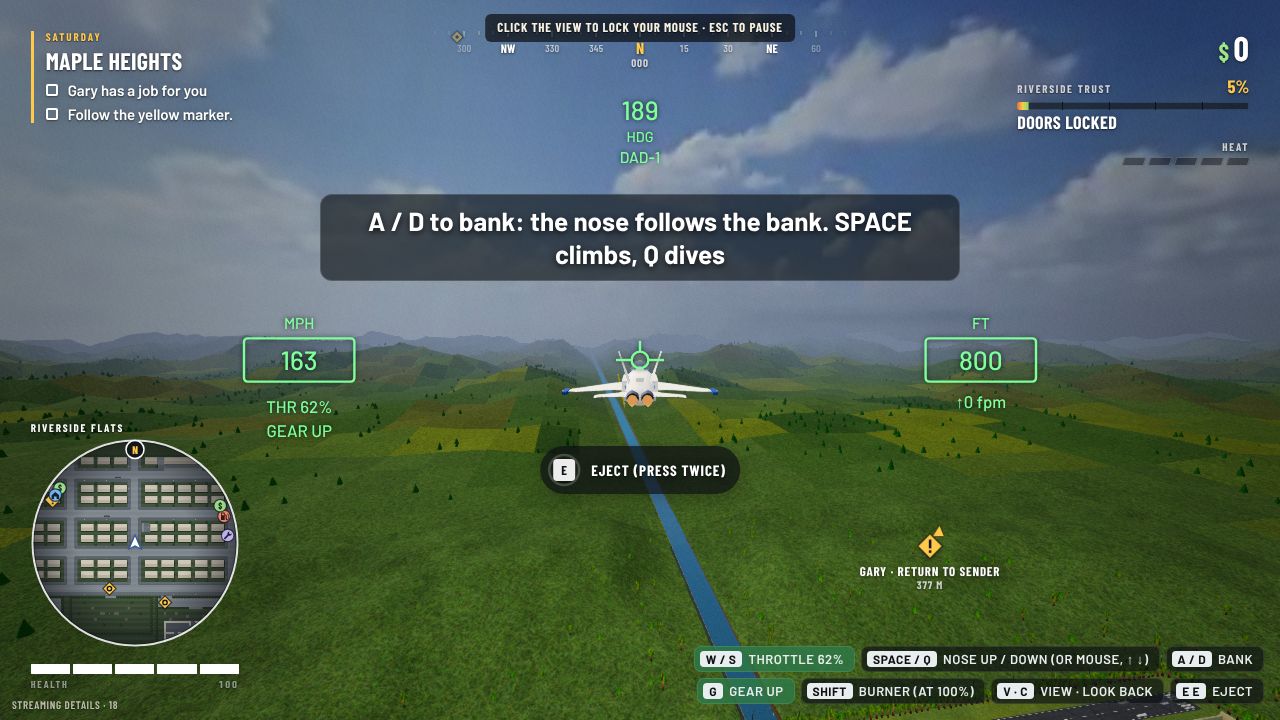 CLICK THE VIEW TO LOCK YOUR MOUSE · ESC TO PAUSE
300 NW 330 345 N 15 30 NE 60
000
SATURDAY
MAPLE HEIGHTS
Gary has a job for you
Follow the yellow marker.
$ 0
RIVERSIDE TRUST 5%
DOORS LOCKED
HEAT
189
HDG
DAD-1
A / D to bank: the nose follows the bank. SPACE
climbs, Q dives
MPH
163
THR 62%
GEAR UP
FT
800
↑0 fpm
E EJECT (PRESS TWICE)
GARY · RETURN TO SENDER
377 M
RIVERSIDE FLATS
N
$
$
HEALTH 100
STREAMING DETAILS · 18
W / S THROTTLE 62% SPACE / Q NOSE UP / DOWN (OR MOUSE, ↑ ↓) A / D BANK
G GEAR UP SHIFT BURNER (AT 100%) V · C VIEW · LOOK BACK E E EJECT